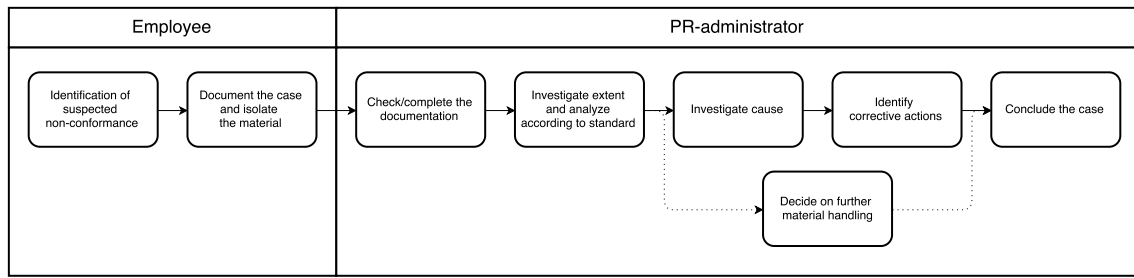 Employee
PR-administrator
Identification of
suspected
non-conformance
Document the case
and isolate
the material
Check/complete the
documentation
Investigate extent
and analyze
according to standard
Investigate cause
Identify
corrective actions
Conclude the case
Decide on further
material handling